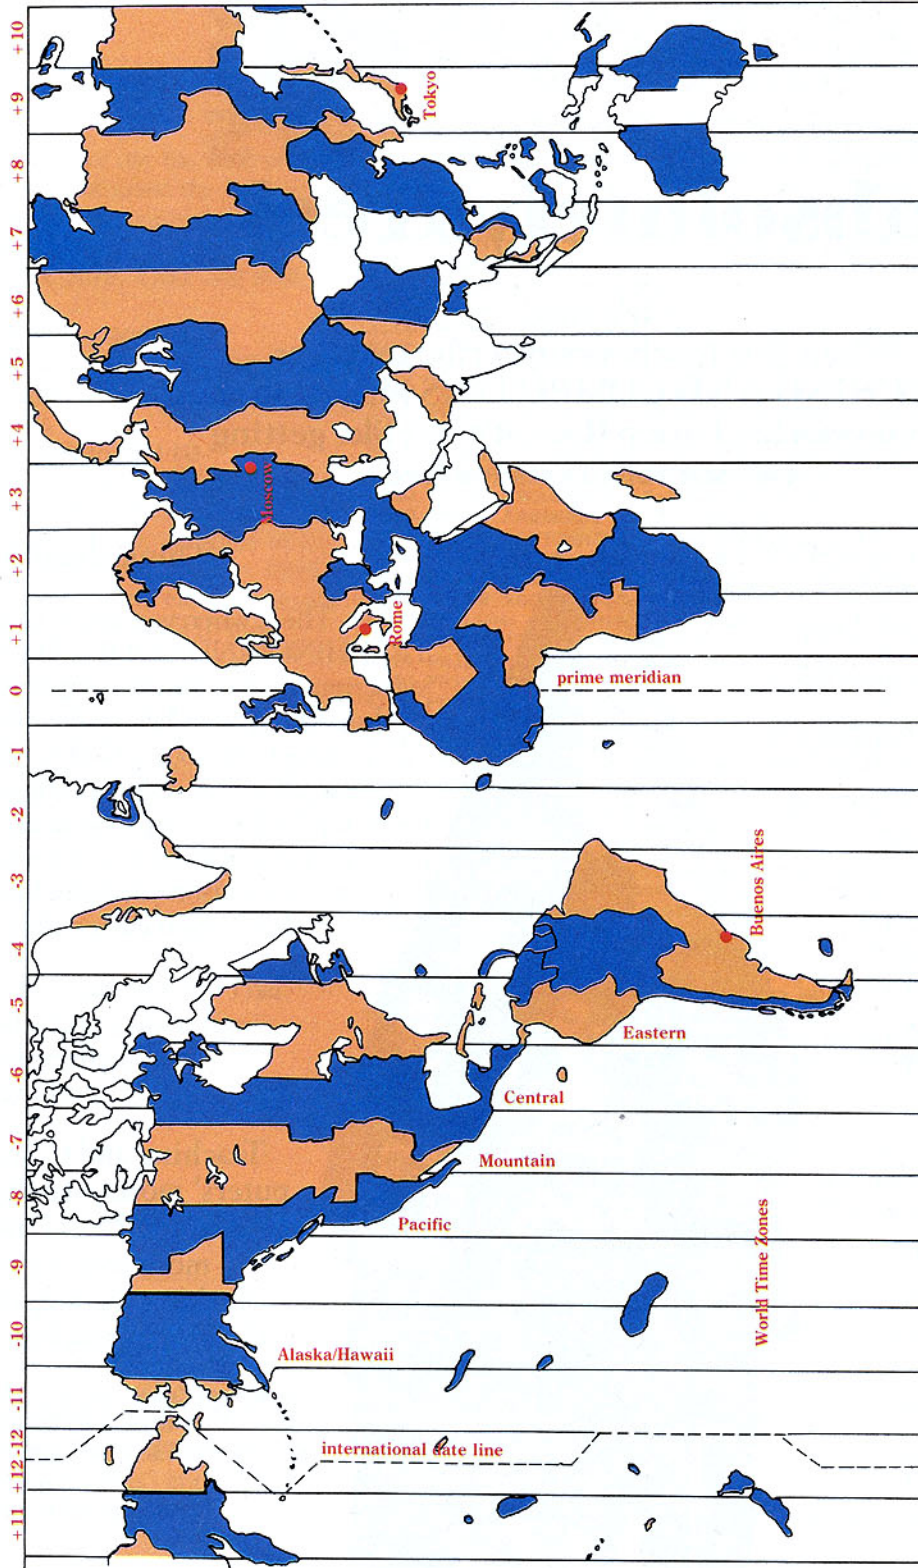 +10
+9
+8
+7
+6
+5
+4
+3
+2
+1
0
-1
-2
-3
-4
-5
-6
-7
-8
-9
-10
-11
+12 -12
+11
Tokyo
Moscow
Rome
prime meridian
Buenos Aires
Eastern
Central
Mountain
Pacific
World Time Zones
Alaska/Hawaii
international date line